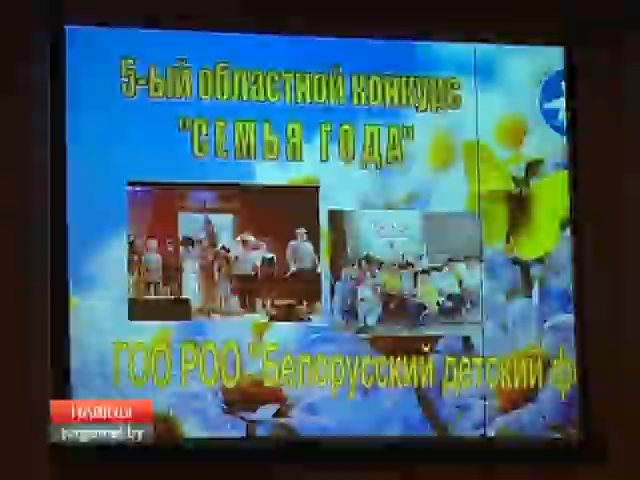 5-ый областной конкурс
"СЕМЬЯ ГОДА"
ГОО РОО "Белорусский детский ф